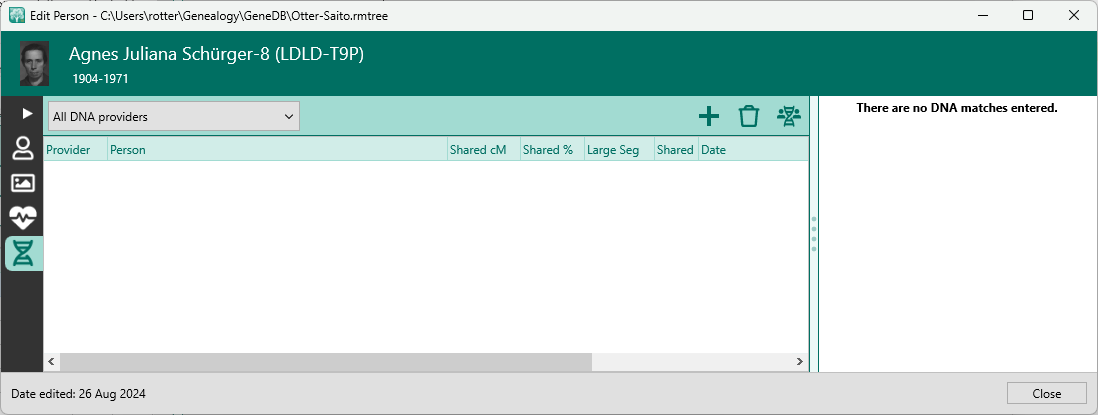 Edit Person - C:\Users\rotter\Genealogy\GeneDB\Otter-Saito.rmtree
Agnes Juliana Schürger-8 (LDLD-T9P)
1904-1971
All DNA providers
There are no DNA matches entered.
Provider Person Shared cM Shared % Large Seg Shared Date
Date edited: 26 Aug 2024
Close